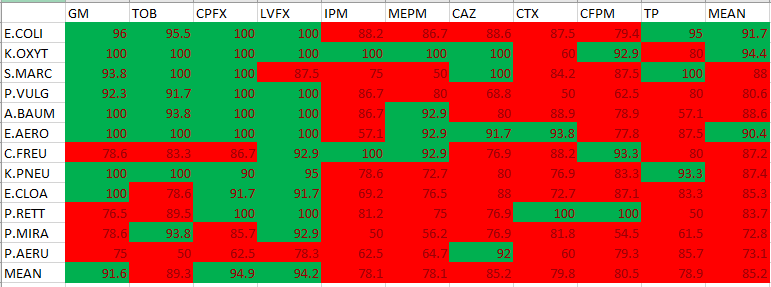 GM TOB CPFX LVFX IPM MEPM CAZ CTX CFPM TP MEAN
E.COLI 96 95.5 100 100 88.2 86.7 88.6 87.5 79.4 95 91.7
K.OXYT 100 100 100 100 100 100 100 60 92.9 80 94.4
S.MARC 93.8 100 100 87.5 75 50 100 84.2 87.5 100 88
P.VULG 92.3 91.7 100 100 86.7 80 68.8 50 62.5 80 80.6
A.BAUM 100 93.8 100 100 86.7 92.9 80 88.9 78.9 57.1 88.6
E.AERO 100 100 100 100 57.1 92.9 91.7 93.8 77.8 87.5 90.4
C.FREU 78.6 83.3 86.7 92.9 100 92.9 76.9 88.2 93.3 80 87.2
K.PNEU 100 100 90 95 78.6 72.7 80 76.9 83.3 93.3 87.4
E.CLOA 100 78.6 91.7 91.7 69.2 76.5 88 72.7 87.1 83.3 85.3
P.RETT 76.5 89.5 100 100 81.2 75 76.9 100 100 50 83.7
P.MIRA 78.6 93.8 85.7 92.9 50 56.2 76.9 81.8 54.5 61.5 72.8
P.AERU 75 50 62.5 78.3 62.5 64.7 92 60 79.3 85.7 73.1
MEAN 91.6 89.3 94.9 94.2 78.1 78.1 85.2 79.8 80.5 78.9 85.2